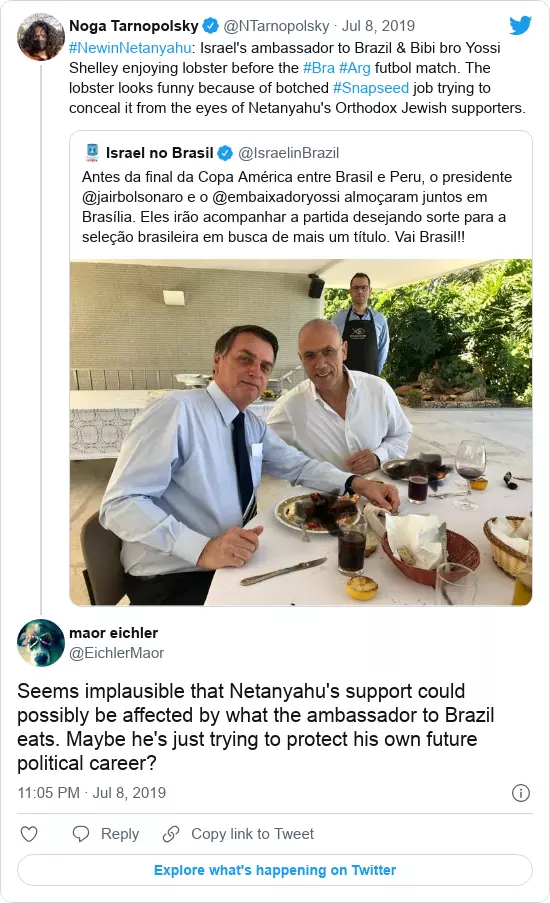 Noga Tarnopolsky @NTarnopolsky · Jul 8, 2019
#NewinNetanyahu: Israel's ambassador to Brazil & Bibi bro Yossi
Shelley enjoying lobster before the #Bra #Arg futbol match. The
lobster looks funny because of botched #Snapseed job trying to
conceal it from the eyes of Netanyahu's Orthodox Jewish supporters.
Israel no Brasil @IsraelinBrazil
Antes da final da Copa América entre Brasil e Peru, o presidente
@jairbolsonaro e o @embaixadoryossi almoçaram juntos em
Brasília. Eles irão acompanhar a partida desejando sorte para a
seleção brasileira em busca de mais um título. Vai Brasil!!
maor eichler
@EichlerMaor
Seems implausible that Netanyahu's support could
possibly be affected by what the ambassador to Brazil
eats. Maybe he's just trying to protect his own future
political career?
11:05 PM · Jul 8, 2019
Reply Copy link to Tweet
Explore what's happening on Twitter